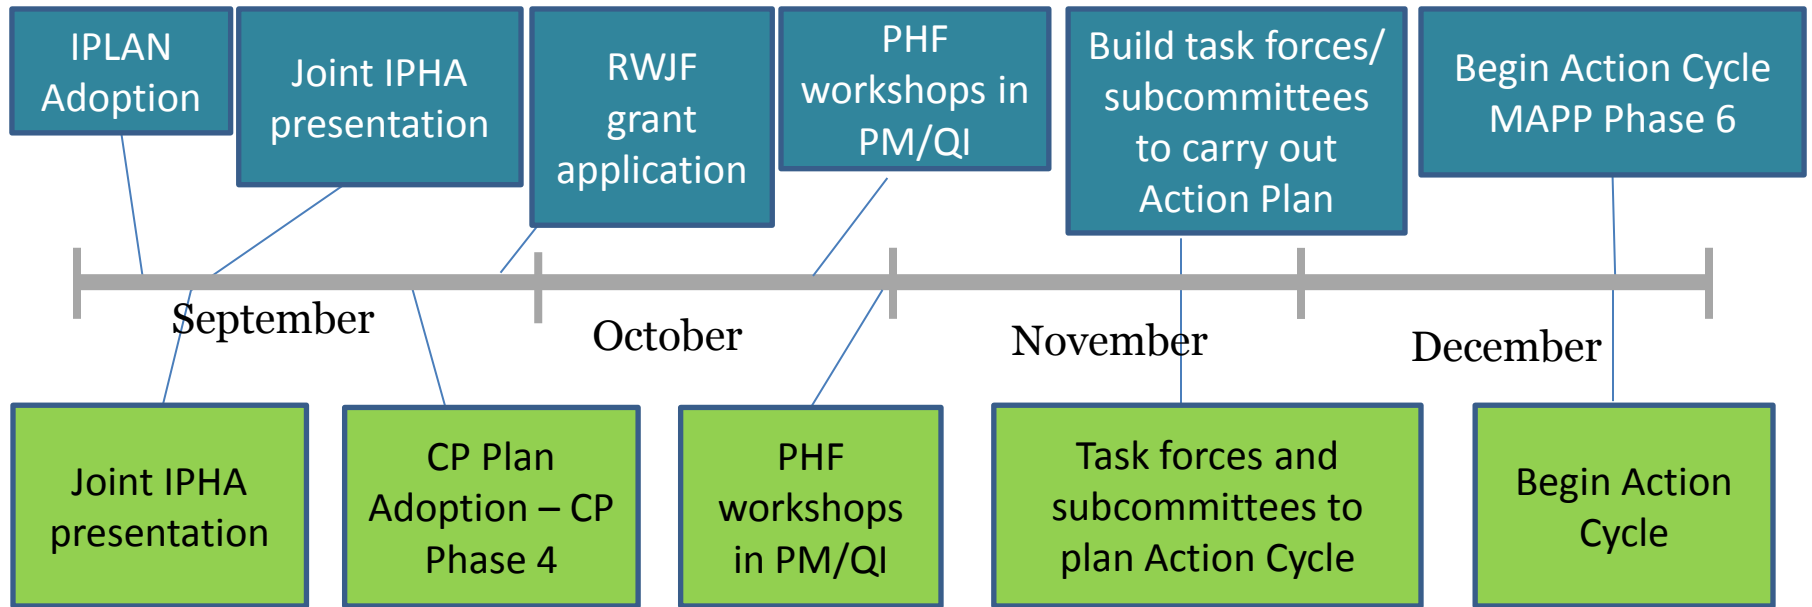 IPLAN
Adoption
Joint IPHA
presentation
RWJF
grant
application
PHF
workshops in
PM/QI
Build task forces/
subcommittees
to carry out
Action Plan
Begin Action Cycle
MAPP Phase 6
September
October
November
December
Joint IPHA
presentation
CP Plan
Adoption – CP
Phase 4
PHF
workshops
in PM/QI
Task forces and
subcommittees to
plan Action Cycle
Begin Action
Cycle